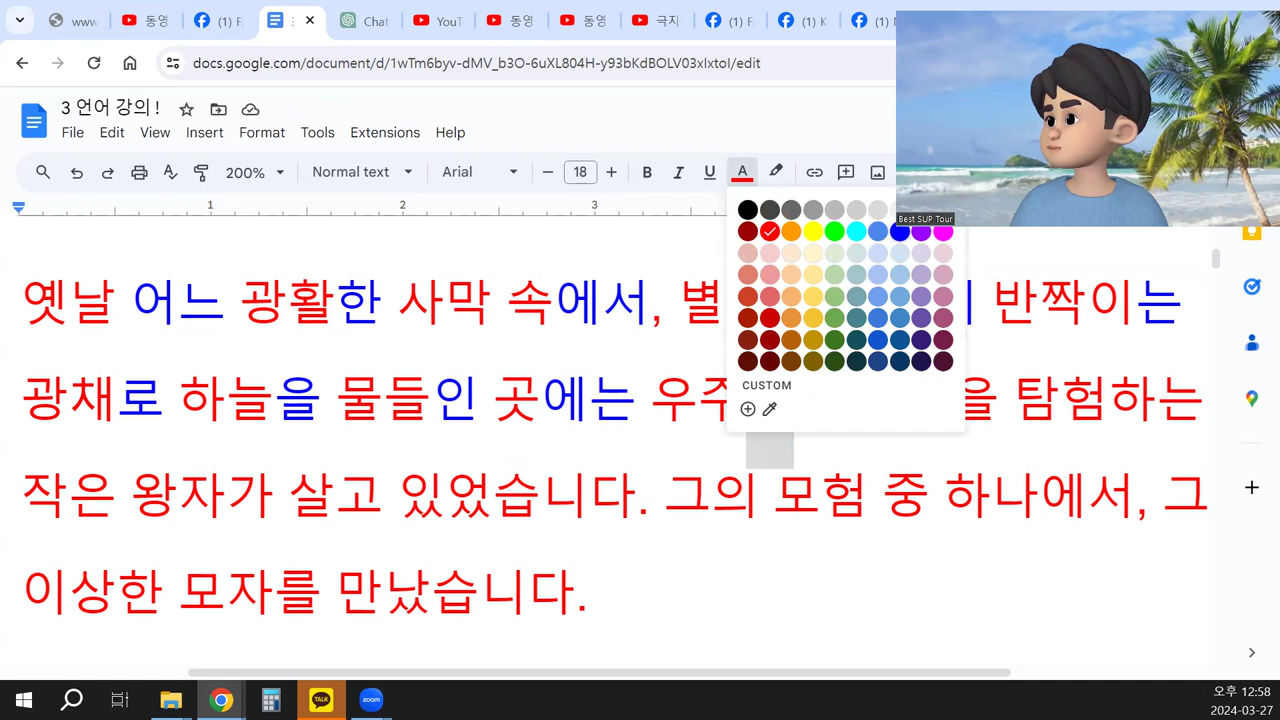 www
동영
(1) F
Chat
YouT
동영
동영
극지
(1) F
(1) K
docs.google.com/document/d/1wTm6byv-dMV_b3O-6uXL804H-y93bKdBOLV03xIxtoI/edit
3 언어 강의 !
File Edit View Insert Format Tools Extensions Help
200% Normal text Arial 18 B I U A
1 2 3
Best SUP Tour
CUSTOM
옛날 어느 광활한 사막 속에서, 별 반짝이는
광채로 하늘을 물들인 곳에는 을 탐험하는
작은 왕자가 살고 있었습니다. 그의 모험 중 하나에서, 그
이상한 모자를 만났습니다.
TALK
zoom
오후 12:58
2024-03-27